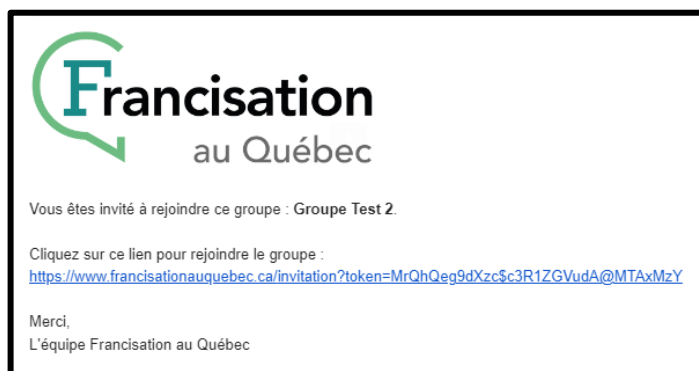 Francisation
au Québec
Vous êtes invité à rejoindre ce groupe : Groupe Test 2.
Cliquez sur ce lien pour rejoindre le groupe :
https://www.francisationauquebec.ca/invitation?token=MrQhQeg9dXzc$c3R1ZGVudA@MTAxMzY
Merci,
L'équipe Francisation au Québec